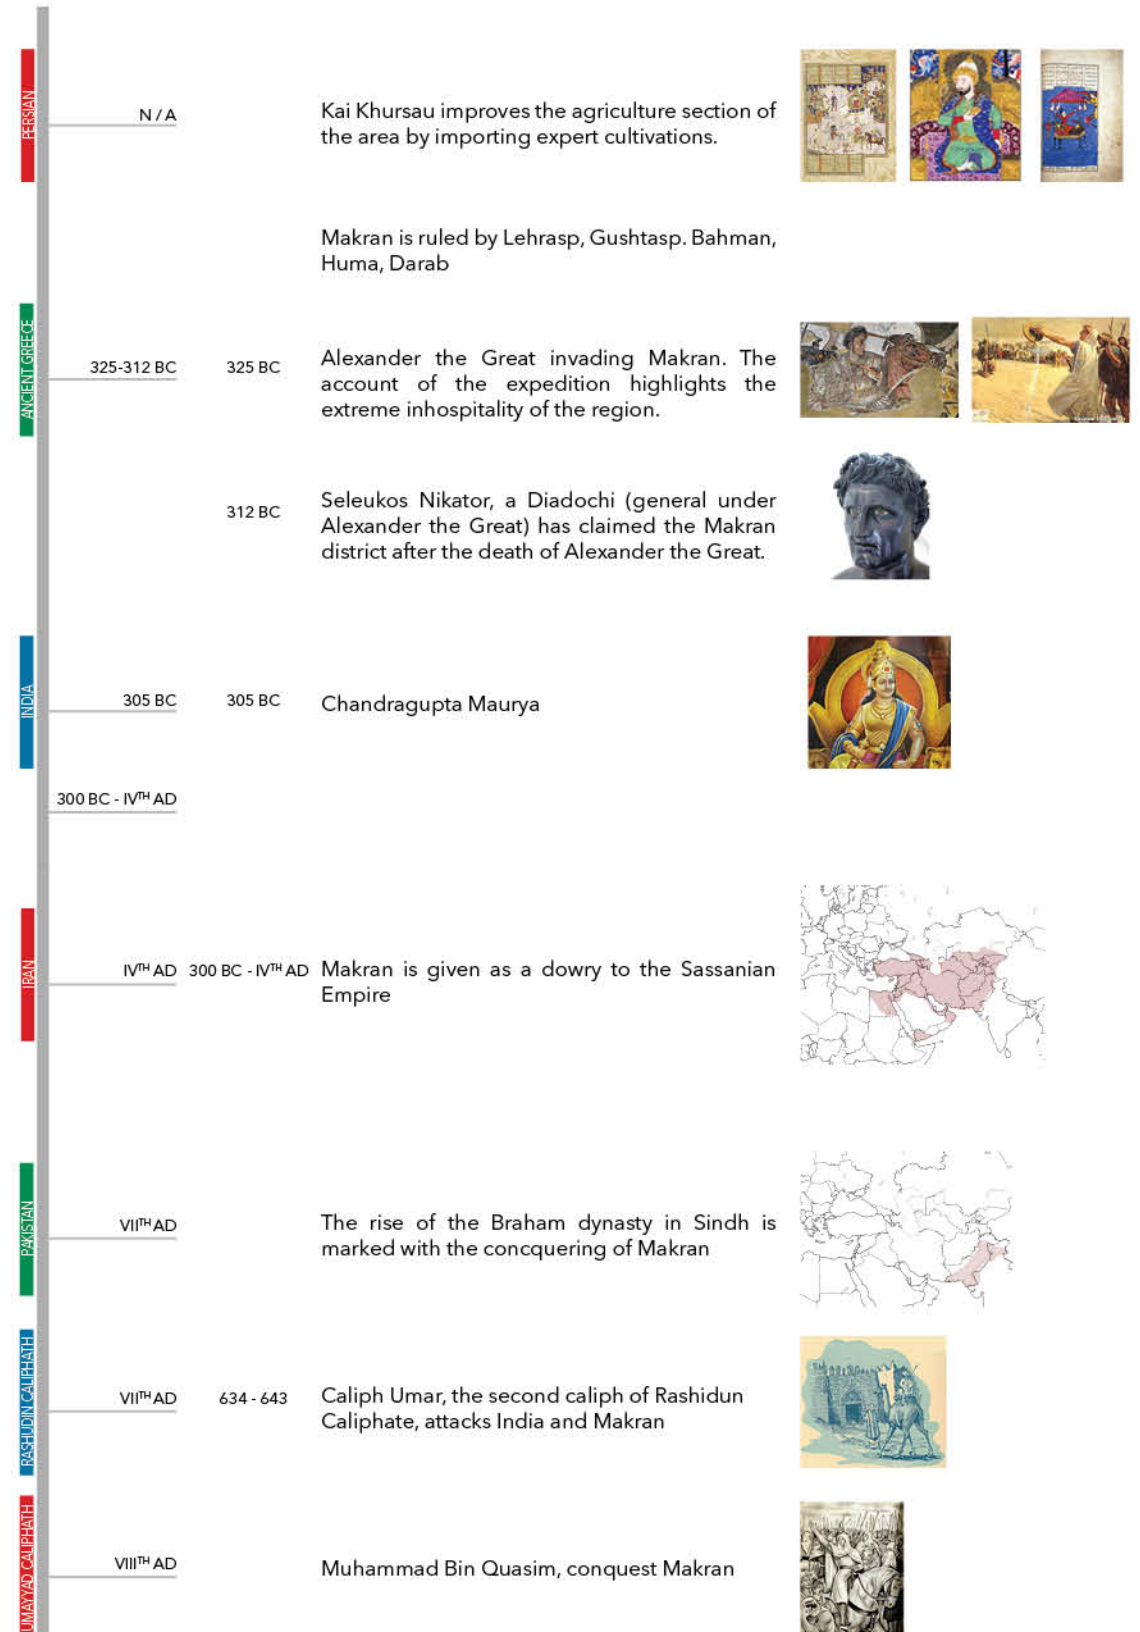 PERSIAN
N / A
Kai Khursau improves the agriculture section of
the area by importing expert cultivations.
Makran is ruled by Lehrasp, Gushtasp. Bahman,
Huma, Darab
ANCIENT GREECE
325-312 BC
325 BC
Alexander the Great invading Makran. The
account of the expedition highlights the
extreme inhospitality of the region.
312 BC
Seleukos Nikator, a Diadochi (general under
Alexander the Great) has claimed the Makran
district after the death of Alexander the Great.
INDIA
305 BC
305 BC
Chandragupta Maurya
300 BC - IVTH AD
IRAN
IVTH AD
300 BC - IVTH AD
Makran is given as a dowry to the Sassanian
Empire
PAKISTAN
VIITH AD
The rise of the Braham dynasty in Sindh is
marked with the concquering of Makran
RASHUDIN CALIPHATH
VIITH AD
634 - 643
Caliph Umar, the second caliph of Rashidun
Caliphate, attacks India and Makran
UMAYYAD CALIPHATH
VIIITH AD
Muhammad Bin Quasim, conquest Makran